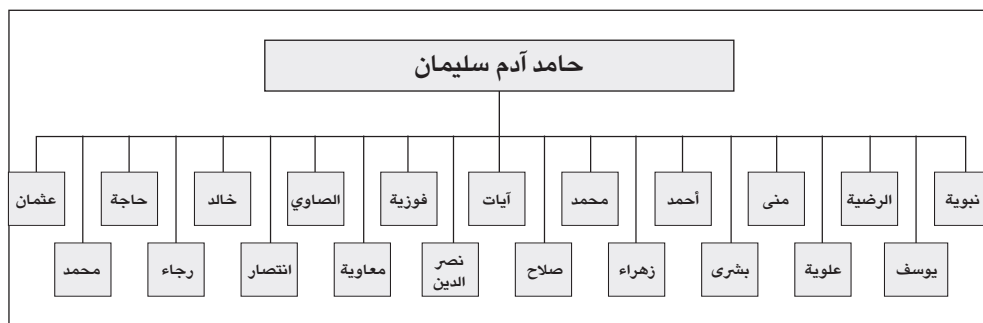 حامد آدم سليمان
نبوية
الرضية
منى
أحمد
محمد
آيات
فوزية
الصاوي
خالد
حاجة
عثمان
يوسف
علوية
بشرى
زهراء
صلاح
نصر
الدين
معاوية
انتصار
رجاء
محمد